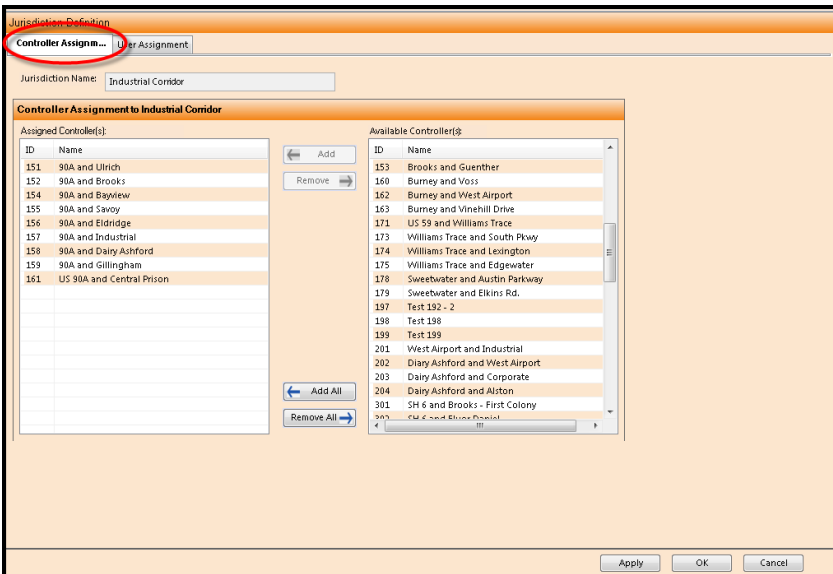 Jurisdiction Definition
Controller Assignm... User Assignment
Jurisdiction Name: Industrial Corridor
Controller Assignment to Industrial Corridor
Assigned Controller(s):
ID Name
151 90A and Ulrich
152 90A and Brooks
154 90A and Bayview
155 90A and Savoy
156 90A and Eldridge
157 90A and Industrial
158 90A and Dairy Ashford
159 90A and Gillingham
161 US 90A and Central Prison
Add
Remove
Add All
Remove All
Available Controller(s):
ID Name
153 Brooks and Guenther
160 Burney and Voss
162 Burney and West Airport
163 Burney and Vinehill Drive
171 US 59 and Williams Trace
173 Williams Trace and South Pkwy
174 Williams Trace and Lexington
175 Williams Trace and Edgewater
178 Sweetwater and Austin Parkway
179 Sweetwater and Elkins Rd.
197 Test 192 - 2
198 Test 198
199 Test 199
201 West Airport and Industrial
202 Diary Ashford and West Airport
203 Dairy Ashford and Corporate
204 Dairy Ashford and Alston
301 SH 6 and Brooks - First Colony
302 SH 6 and Fluor Daniel
Apply OK Cancel